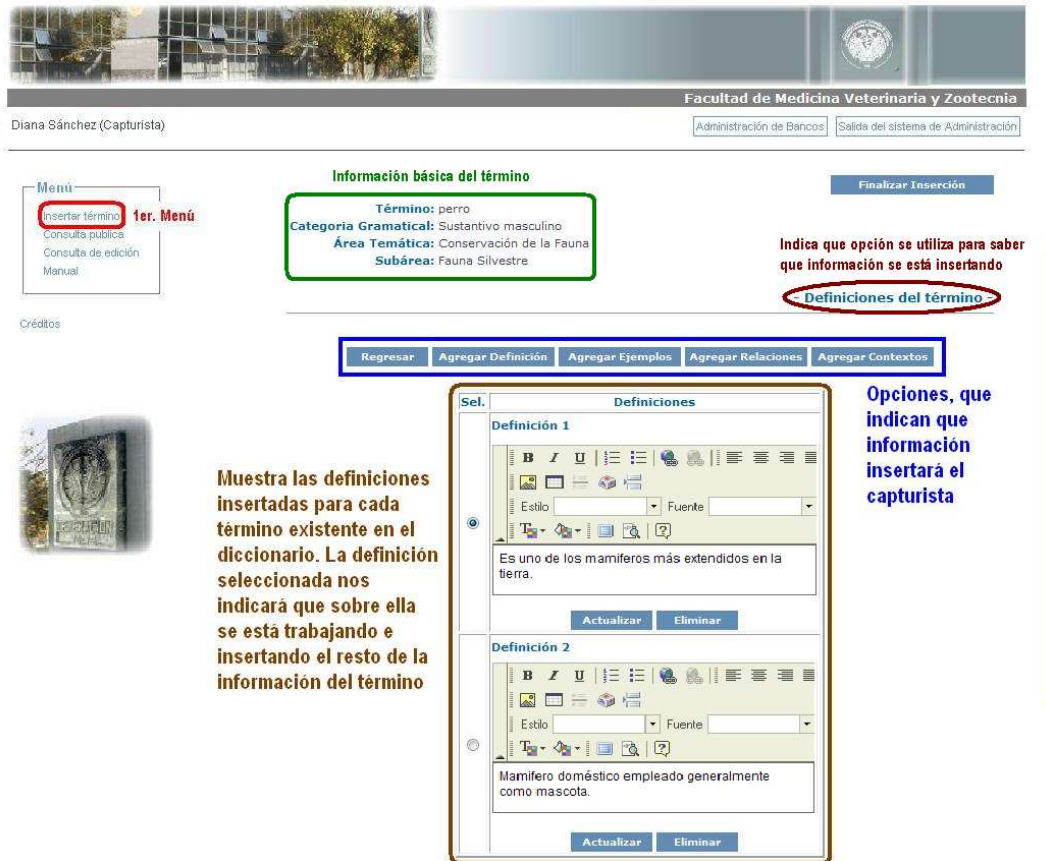 Facultad de Medicina Veterinaria y Zootecnia
Diana Sánchez (Capturista)
Administración de Bancos
Salida del sistema de Administración
Menú
Insertar término
1er. Menú
Consulta publica
Consulta de edición
Manual
Créditos
Información básica del término
Término: perro
Categoria Gramatical: Sustantivo masculino
Área Temática: Conservación de la Fauna
Subárea: Fauna Silvestre
Finalizar Inserción
Indica que opción se utiliza para saber
que información se está insertando
- Definiciones del término -
Regresar
Agregar Definición
Agregar Ejemplos
Agregar Relaciones
Agregar Contextos
Opciones, que
indican que
información
insertará el
capturista
Muestra las definiciones
insertadas para cada
término existente en el
diccionario. La definición
seleccionada nos
indicará que sobre ella
se está trabajando e
insertando el resto de la
información del término
Sel.
Definiciones
Definición 1
B I U
Estilo
Fuente
Es uno de los mamiferos más extendidos en la
tierra.
Actualizar
Eliminar
Definición 2
B I U
Estilo
Fuente
Mamifero doméstico empleado generalmente
como mascota.
Actualizar
Eliminar